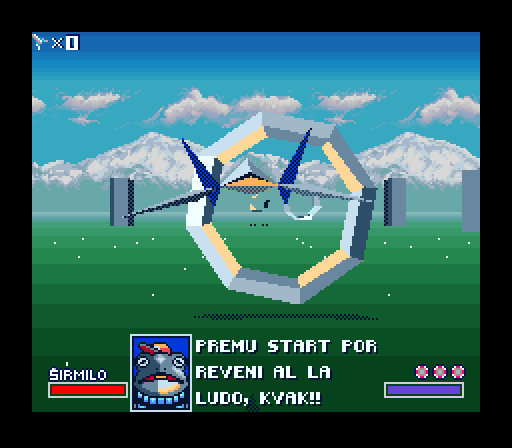 ×0
PREMU START POR
REVENI AL LA
LUDO, KVAK!!
ŜIRMILO